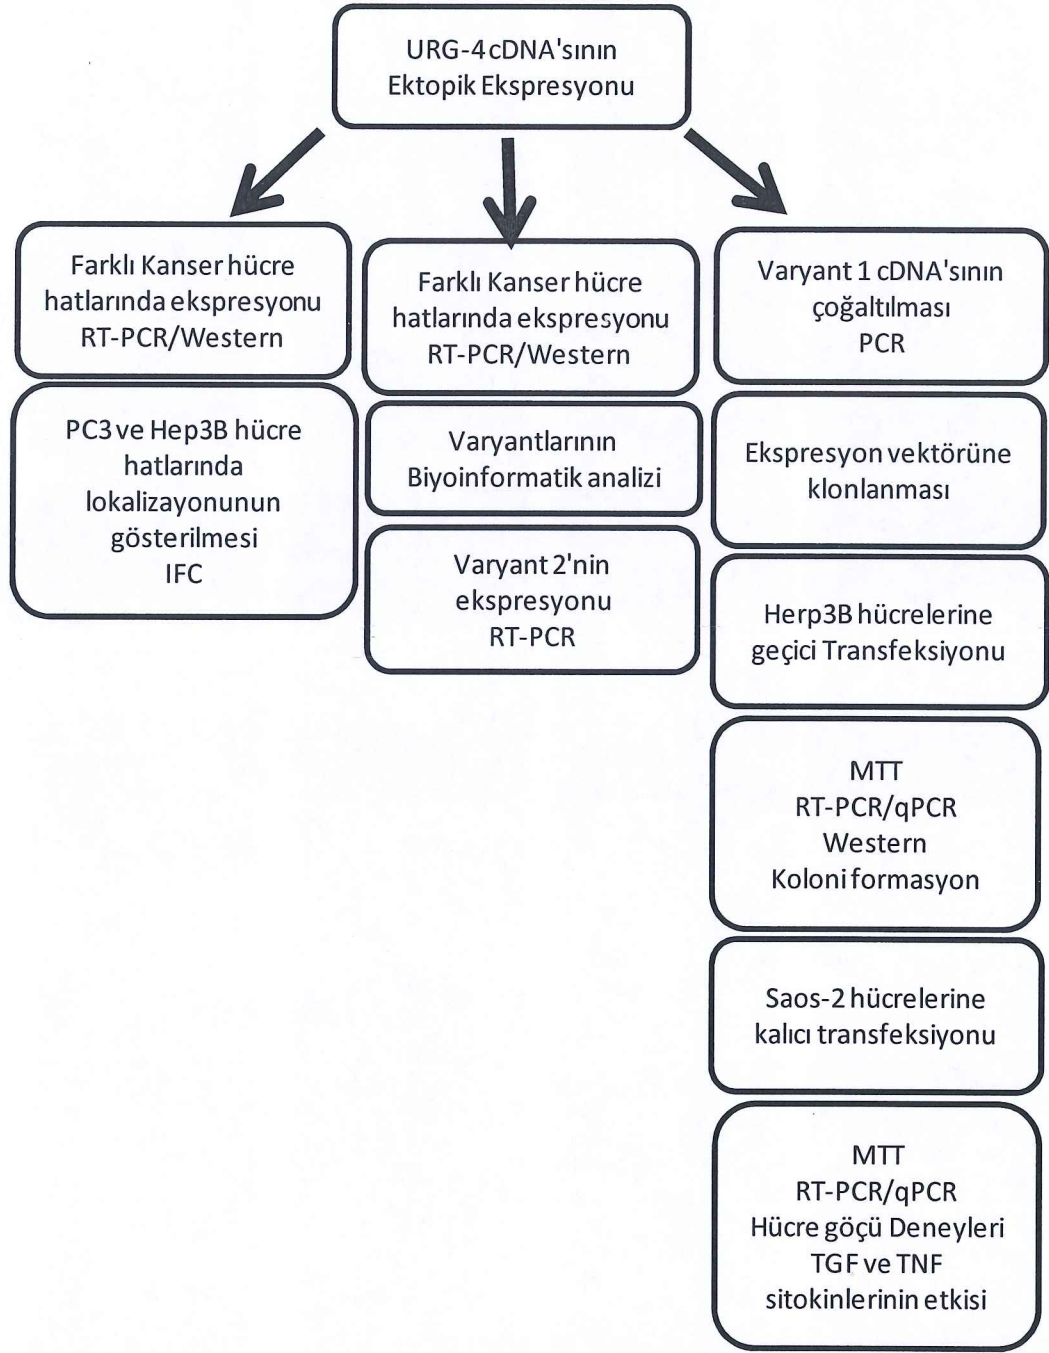 URG-4 cDNA'sının
Ektopik Ekspresyonu
Farklı Kanser hücre
hatlarında ekspresyonu
RT-PCR/Western
PC3 ve Hep3B hücre
hatlarında
lokalizayonunun
gösterilmesi
IFC
Farklı Kanser hücre
hatlarında ekspresyonu
RT-PCR/Western
Varyantlarının
Biyoinformatik analizi
Varyant 2'nin
ekspresyonu
RT-PCR
Varyant 1 cDNA'sının
çoğaltılması
PCR
Ekspresyon vektörüne
klonlanması
Herp3B hücrelerine
geçici Transfeksiyonu
MTT
RT-PCR/qPCR
Western
Koloni formasyon
Saos-2 hücrelerine
kalıcı transfeksiyonu
MTT
RT-PCR/qPCR
Hücre göçü Deneyleri
TGF ve TNF
sitokinlerinin etkisi